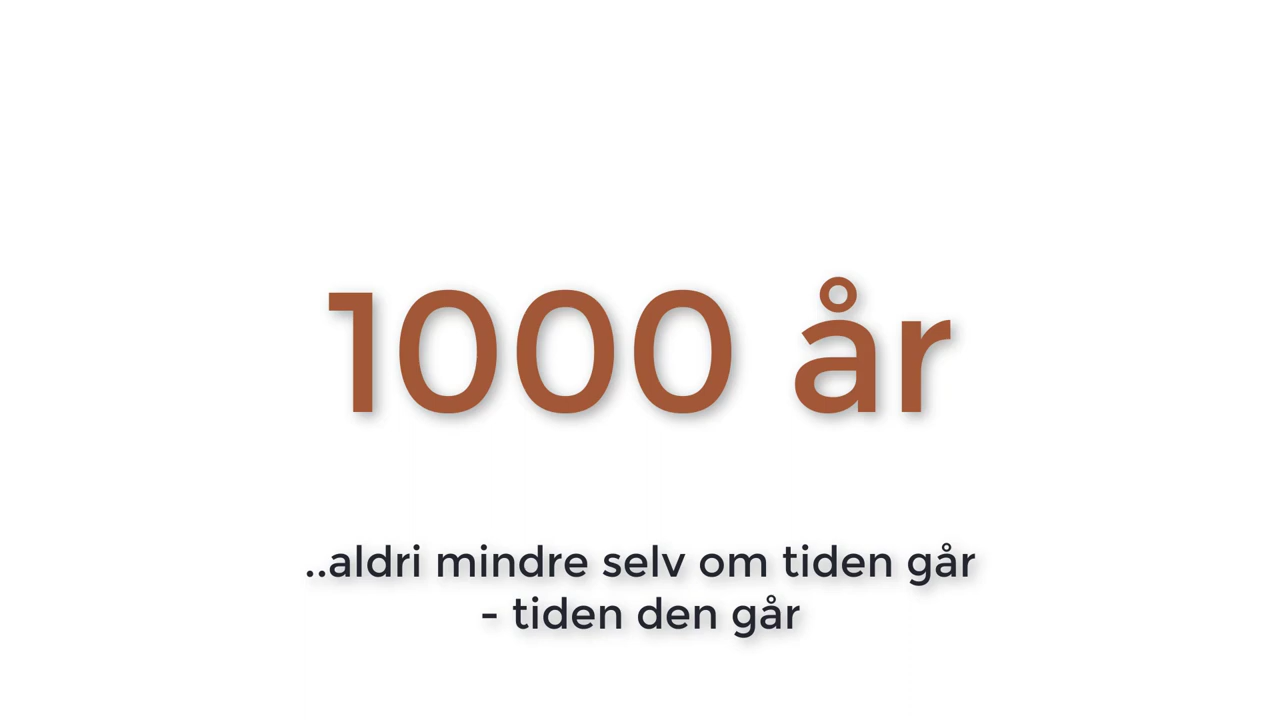 1000 år
..aldri mindre selv om tiden går
- tiden den går